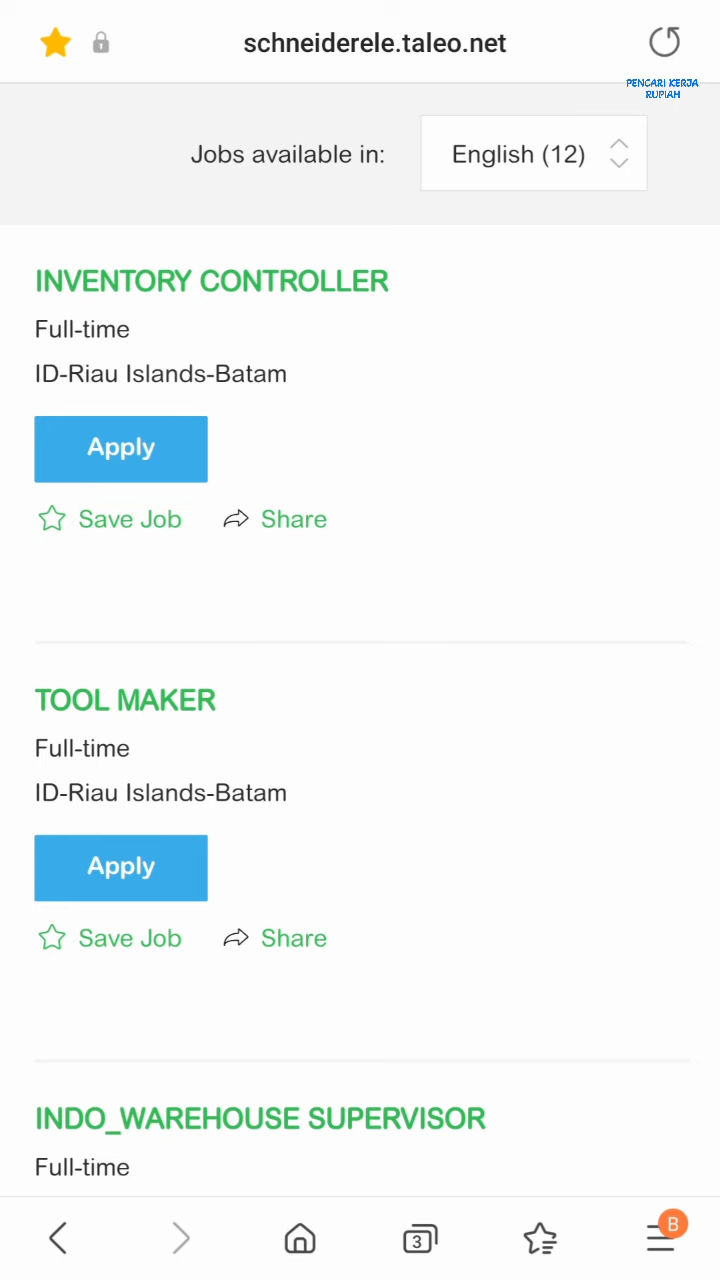 schneiderele.taleo.net
PENCARI KERJA
RUPIAH
Jobs available in:
English (12)
INVENTORY CONTROLLER
Full-time
ID-Riau Islands-Batam
Apply
Save Job Share
TOOL MAKER
Full-time
ID-Riau Islands-Batam
Apply
Save Job Share
INDO_WAREHOUSE SUPERVISOR
Full-time
3
B